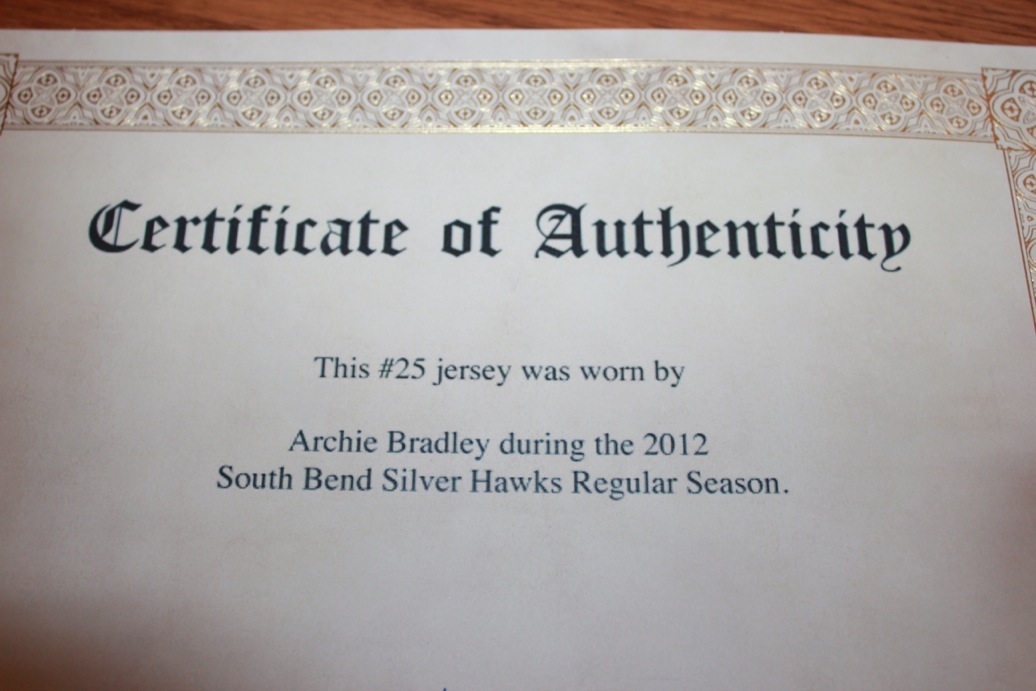 Certificate of Authenticity
This #25 jersey was worn by
Archie Bradley during the 2012
South Bend Silver Hawks Regular Season.